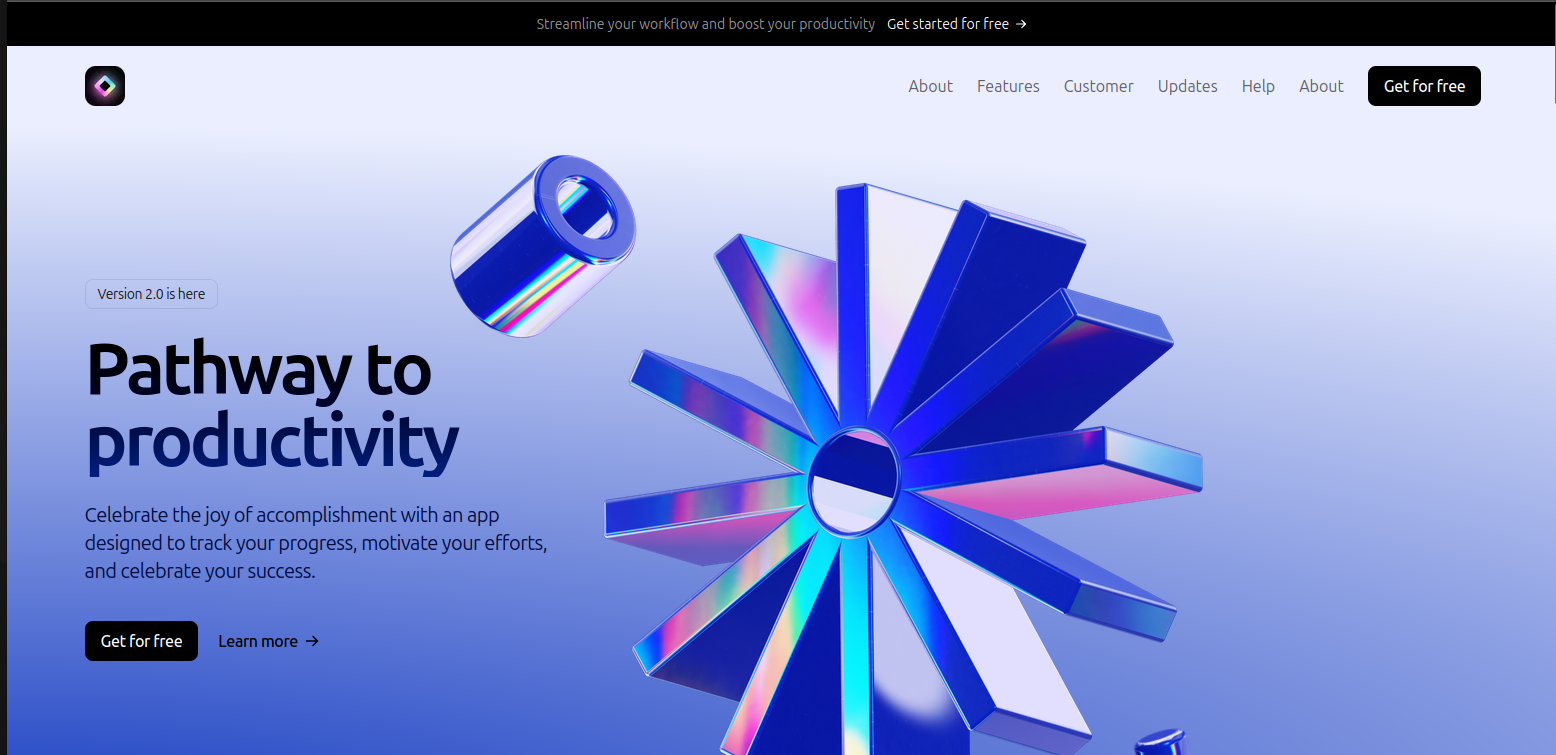 Streamline your workflow and boost your productivity Get started for free →
About Features Customer Updates Help About Get for free
Version 2.0 is here
Pathway to
productivity
Celebrate the joy of accomplishment with an app
designed to track your progress, motivate your efforts,
and celebrate your success.
Get for free Learn more →